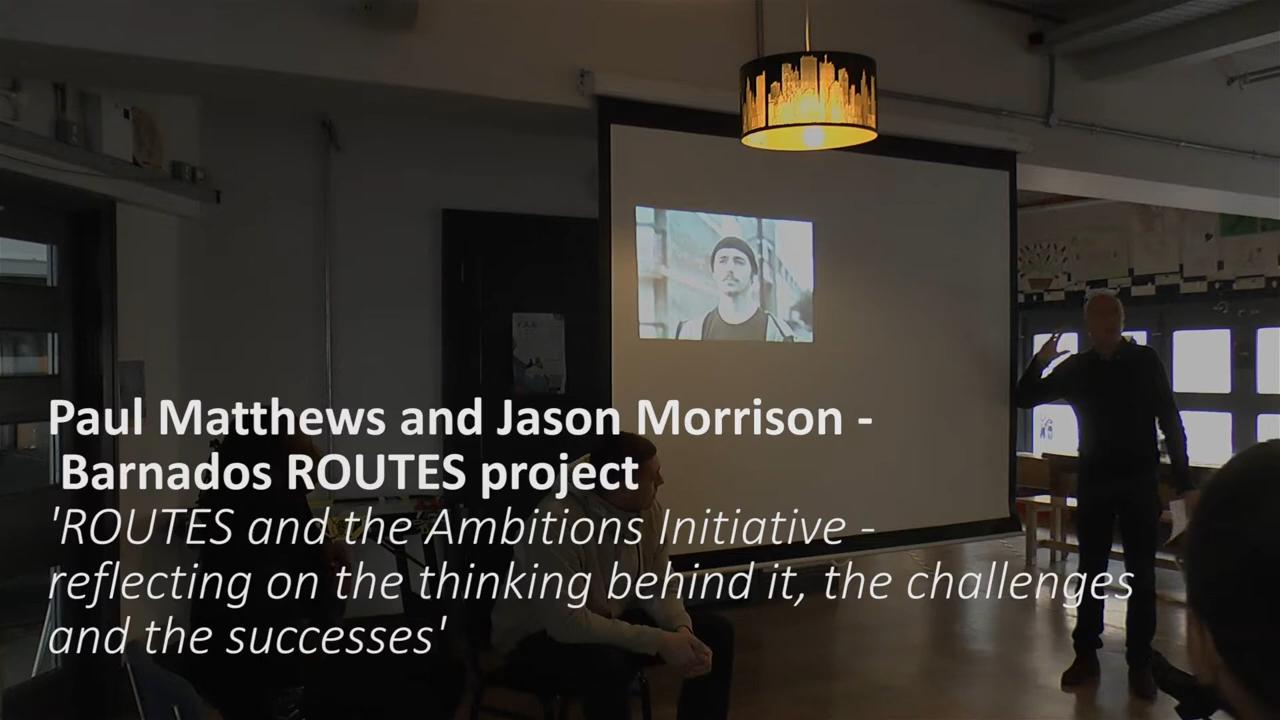 Paul Matthews and Jason Morrison -
Barnados ROUTES project
'ROUTES and the Ambitions Initiative -
reflecting on the thinking behind it, the challenges
and the successes'